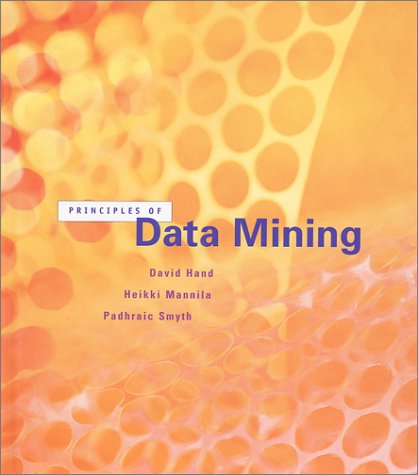 PRINCIPLES OF
Data Mining
David Hand
Heikki Mannila
Padhraic Smyth